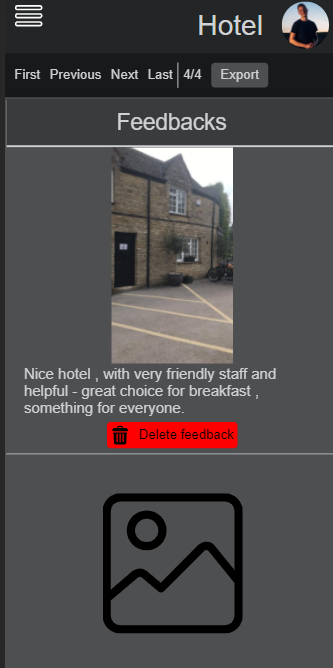 Hotel
First Previous Next Last 4/4 Export
Feedbacks
Nice hotel , with very friendly staff and
helpful - great choice for breakfast ,
something for everyone.
Delete feedback